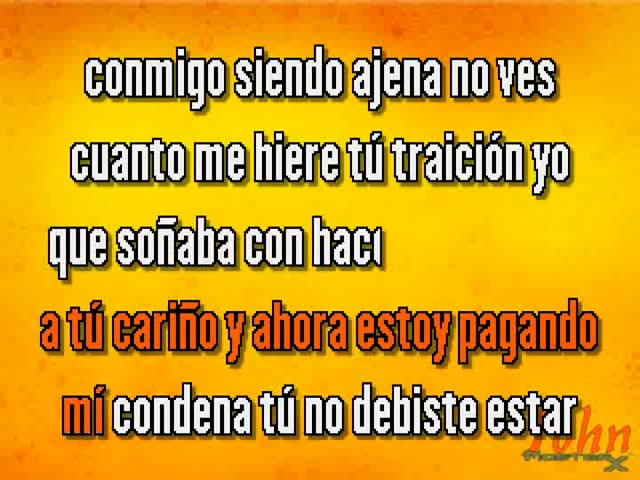 conmigo siendo ajena no ves
cuanto me hiere tú traición yo
que soñaba con
a tú cariño y ahora estoy pagando
mí condena tú no debiste estar
John